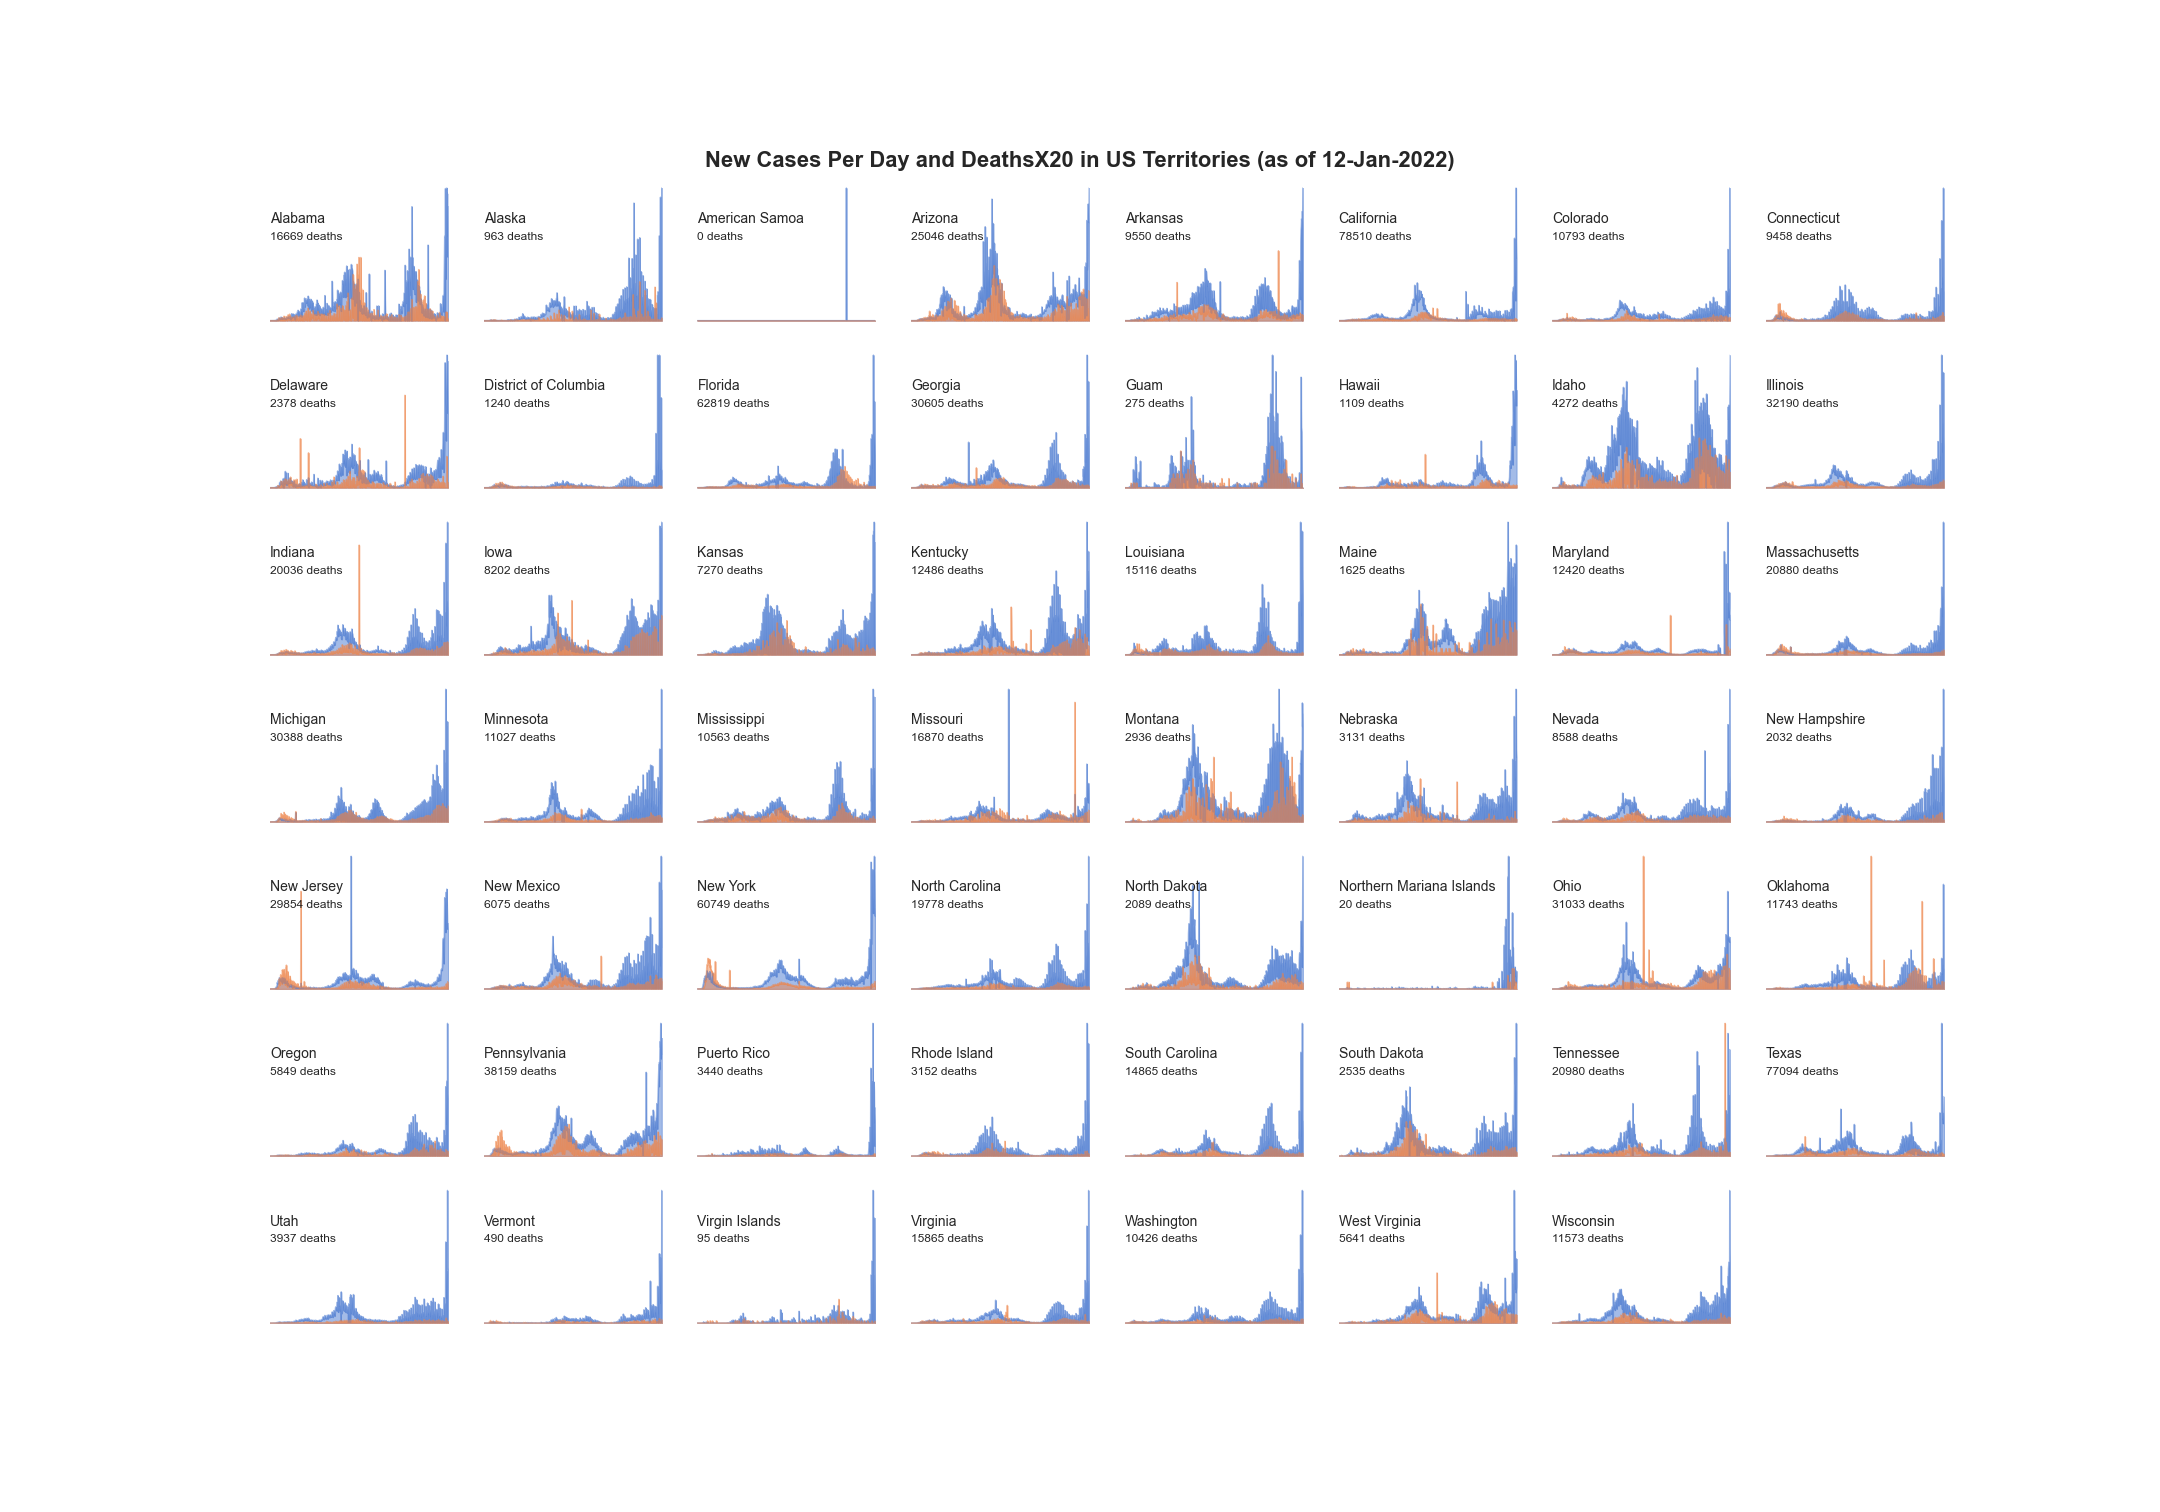 New Cases Per Day and DeathsX20 in US Territories (as of 12-Jan-2022)
Alabama
16669 deaths
Alaska
963 deaths
American Samoa
0 deaths
Arizona
25046 deaths
Arkansas
9550 deaths
California
78510 deaths
Colorado
10793 deaths
Connecticut
9458 deaths
Delaware
2378 deaths
District of Columbia
1240 deaths
Florida
62819 deaths
Georgia
30605 deaths
Guam
275 deaths
Hawaii
1109 deaths
Idaho
4272 deaths
Illinois
32190 deaths
Indiana
20036 deaths
Iowa
8202 deaths
Kansas
7270 deaths
Kentucky
12486 deaths
Louisiana
15116 deaths
Maine
1625 deaths
Maryland
12420 deaths
Massachusetts
20880 deaths
Michigan
30388 deaths
Minnesota
11027 deaths
Mississippi
10563 deaths
Missouri
16870 deaths
Montana
2936 deaths
Nebraska
3131 deaths
Nevada
8588 deaths
New Hampshire
2032 deaths
New Jersey
29854 deaths
New Mexico
6075 deaths
New York
60749 deaths
North Carolina
19778 deaths
North Dakota
2089 deaths
Northern Mariana Islands
20 deaths
Ohio
31033 deaths
Oklahoma
11743 deaths
Oregon
5849 deaths
Pennsylvania
38159 deaths
Puerto Rico
3440 deaths
Rhode Island
3152 deaths
South Carolina
14865 deaths
South Dakota
2535 deaths
Tennessee
20980 deaths
Texas
77094 deaths
Utah
3937 deaths
Vermont
490 deaths
Virgin Islands
95 deaths
Virginia
15865 deaths
Washington
10426 deaths
West Virginia
5641 deaths
Wisconsin
11573 deaths